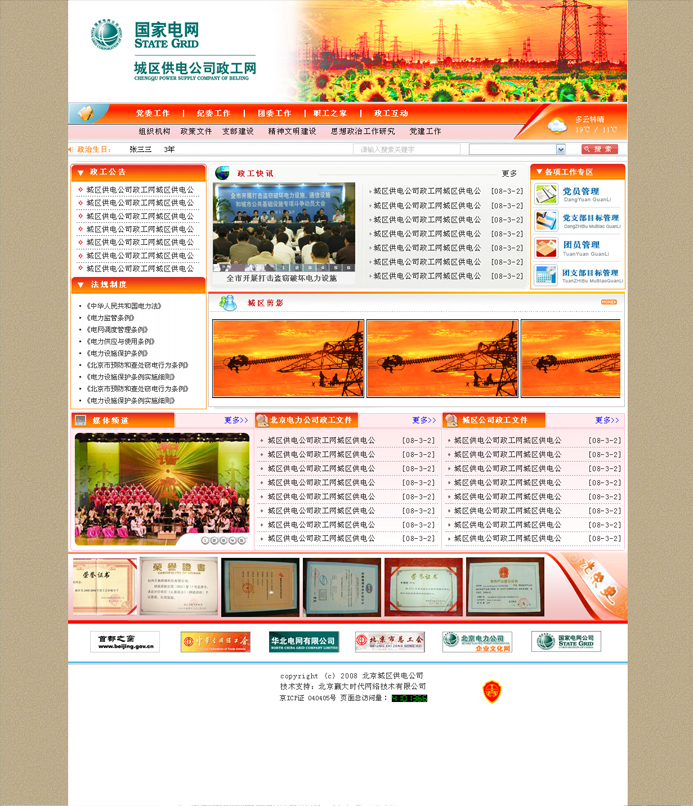 国家电网
STATE GRID
城区供电公司政工网
CHENGQU POWER SUPPLY COMPANY OF BEIJING
党委工作 | 纪委工作 | 团委工作 | 职工之家 | 政工互动
组织机构 政策文件 支部建设 精神文明建设 思想政治工作研究 党建工作
多云转晴
19℃ / 11℃
政治生日: 张三三 3年
请输入搜索关键字
搜 索
政工公告
城区供电公司政工网城区供电公
城区供电公司政工网城区供电公
城区供电公司政工网城区供电公
城区供电公司政工网城区供电公
城区供电公司政工网城区供电公
城区供电公司政工网城区供电公
城区供电公司政工网城区供电公
法规制度
《中华人民共和国电力法》
《电力监管条例》
《电网调度管理条例》
《电力供应与使用条例》
《电力设施保护条例》
《北京市预防和查处窃电行为条例》
《电力设施保护条例实施细则》
《北京市预防和查处窃电行为条例》
《电力设施保护条例实施细则》
政工快讯
更多
全市开展打击盗窃破坏电力设施、通信设施
和城市公共基础设施专项斗争动员大会
1 2 3 4 5 6
全市开展打击盗窃破坏电力设施
城区供电公司政工网城区供电公 [08-3-2]
城区供电公司政工网城区供电公 [08-3-2]
城区供电公司政工网城区供电公 [08-3-2]
城区供电公司政工网城区供电公 [08-3-2]
城区供电公司政工网城区供电公 [08-3-2]
城区供电公司政工网城区供电公 [08-3-2]
城区供电公司政工网城区供电公 [08-3-2]
各项工作专区
党员管理
DangYuan GuanLi
党支部目标管理
DangZHiBu MuBiao GuanLi
团员管理
TuanYuan GuanLi
团支部目标管理
TuanZHiBu MuBiaoGuanLi
城区剪影
媒体频道
更多>>
北京电力公司政工文件
更多>>
城区供电公司政工网城区供电公 [08-3-2]
城区供电公司政工网城区供电公 [08-3-2]
城区供电公司政工网城区供电公 [08-3-2]
城区供电公司政工网城区供电公 [08-3-2]
城区供电公司政工网城区供电公 [08-3-2]
城区供电公司政工网城区供电公 [08-3-2]
城区供电公司政工网城区供电公 [08-3-2]
城区供电公司政工网城区供电公 [08-3-2]
城区公司政工文件
更多>>
城区供电公司政工网城区供电公 [08-3-2]
城区供电公司政工网城区供电公 [08-3-2]
城区供电公司政工网城区供电公 [08-3-2]
城区供电公司政工网城区供电公 [08-3-2]
城区供电公司政工网城区供电公 [08-3-2]
城区供电公司政工网城区供电公 [08-3-2]
城区供电公司政工网城区供电公 [08-3-2]
城区供电公司政工网城区供电公 [08-3-2]
荣誉证书
荣誉證書
荣誉证书
首都之窗
www.beijing.gov.cn
华北电网有限公司
NORTH CHINA GRID COMPANY LIMITED
北京市总工会
北京电力公司
企业文化网
国家电网公司
STATE GRID
copyright (c) 2008 北京城区供电公司
技术支持: 北京赢大时代网络技术有限公司
京ICP证 040405号 页面总访问量: